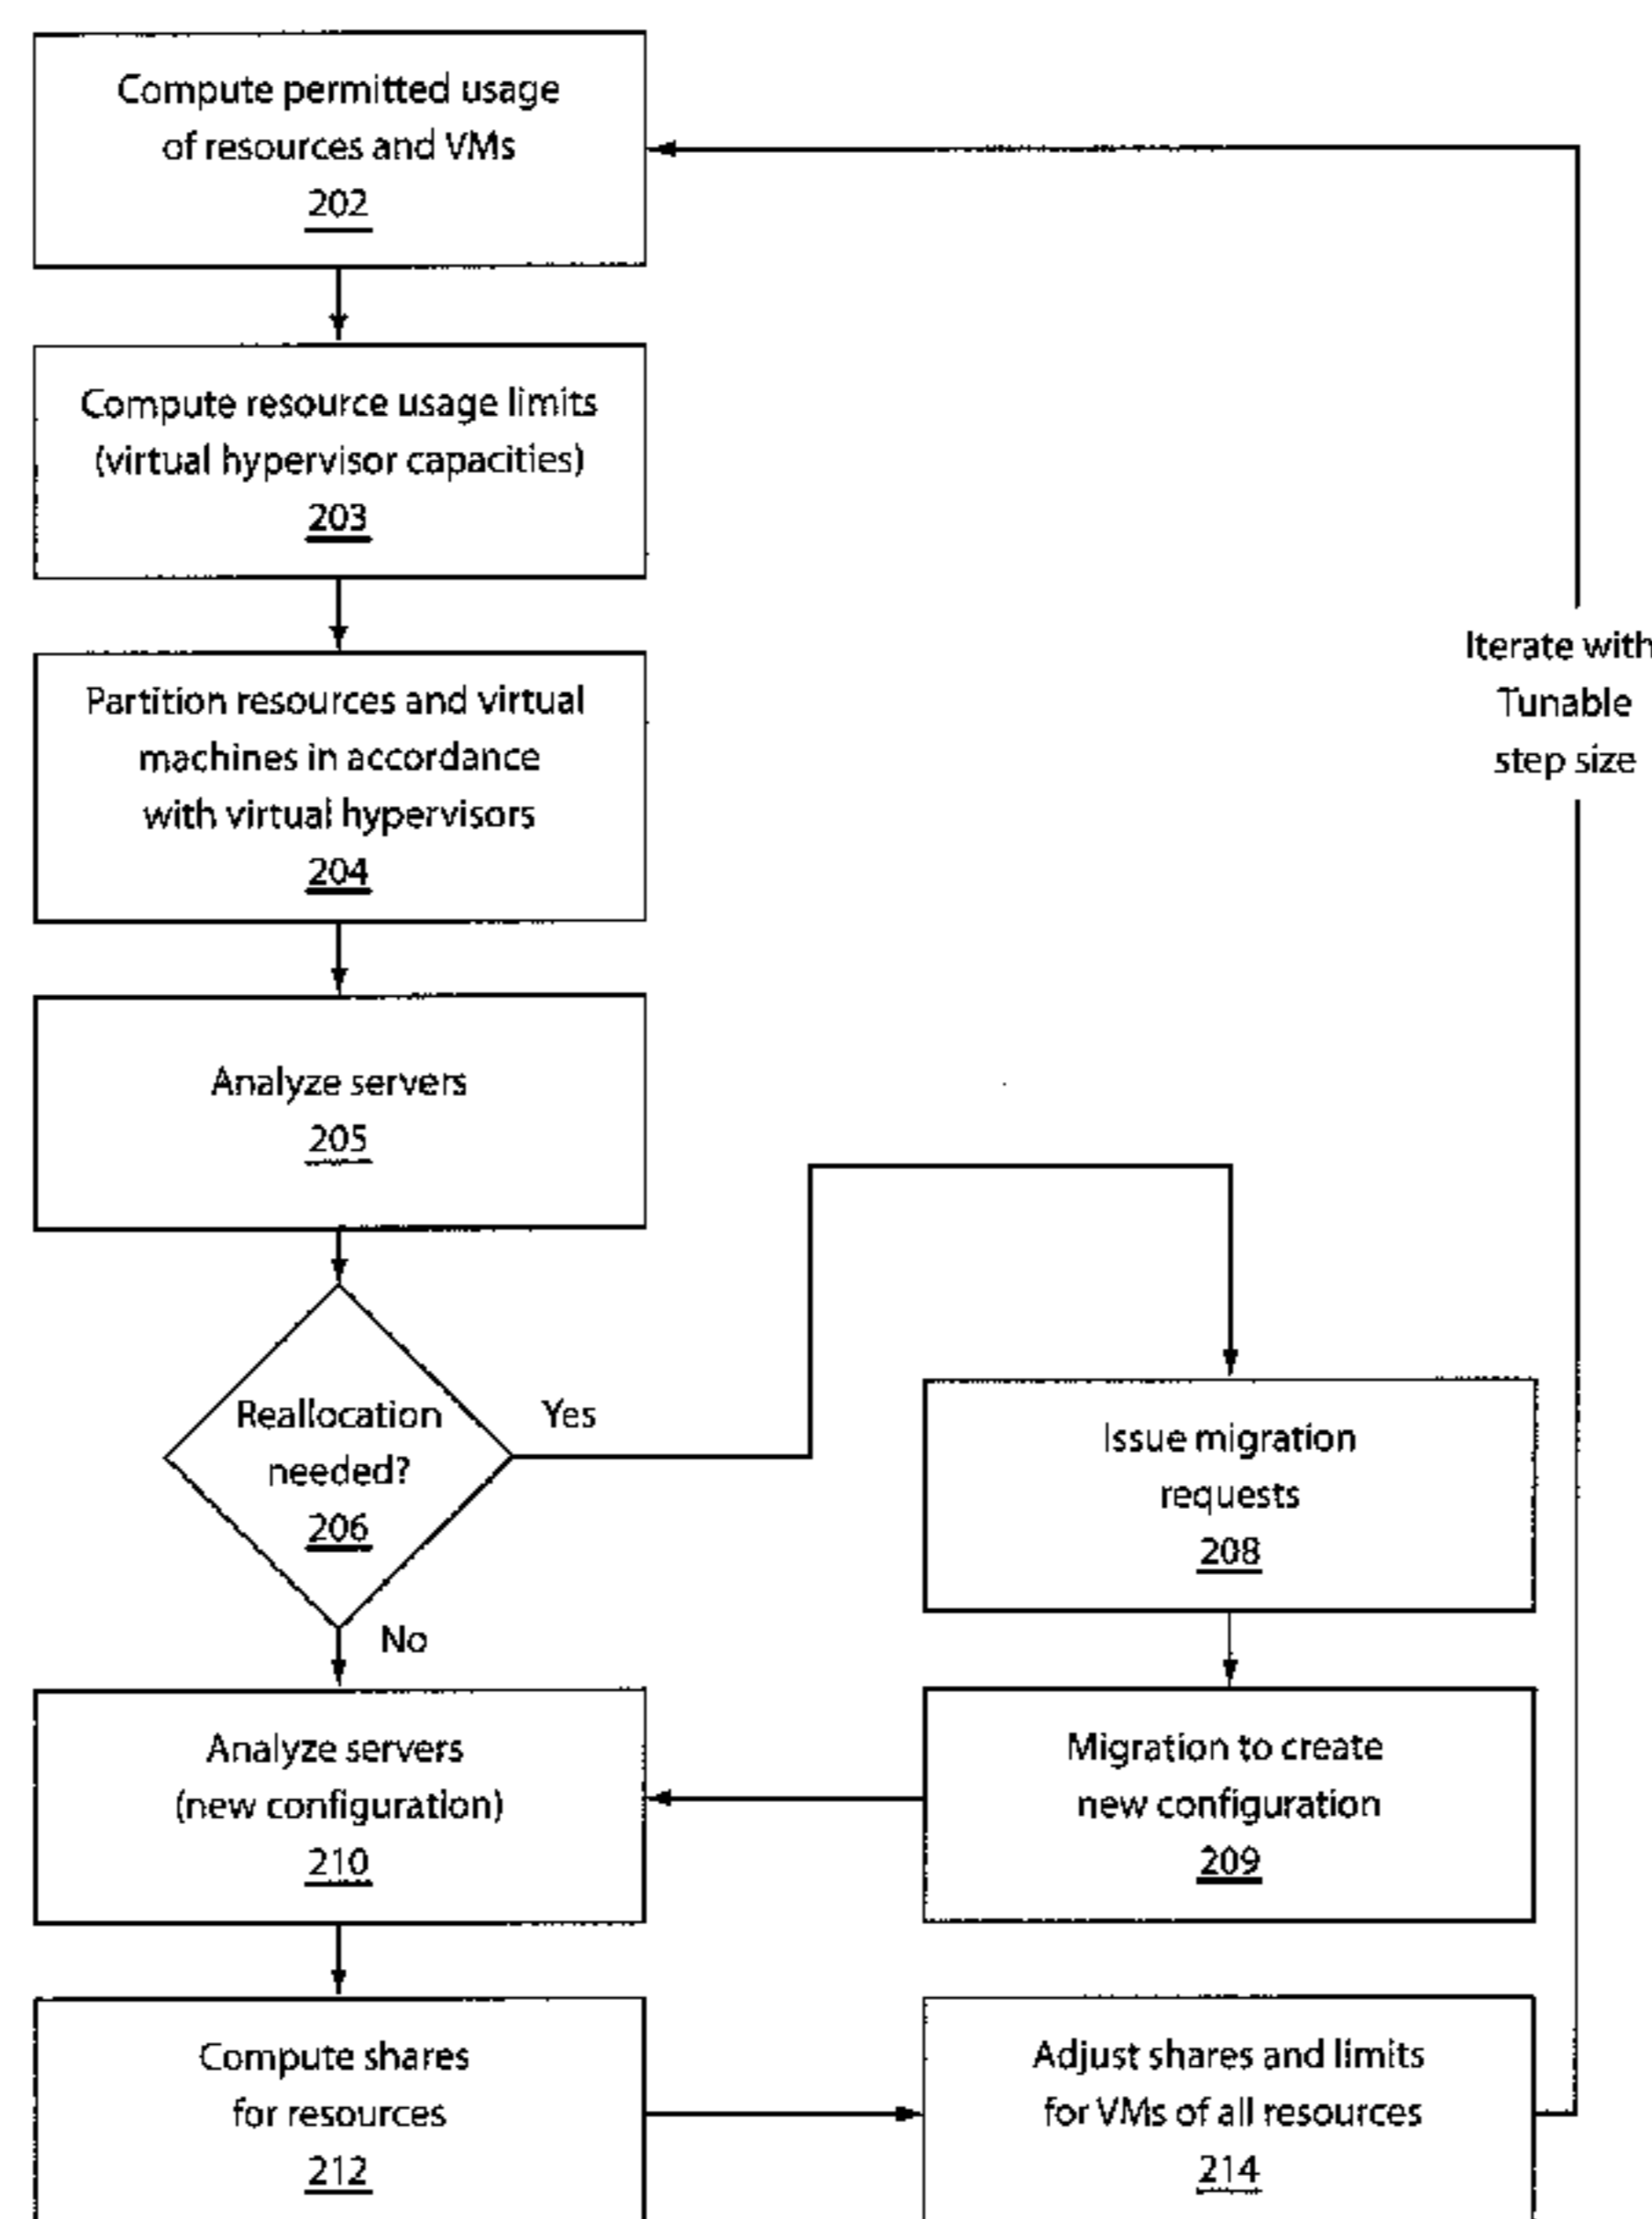 Compute permitted usage
of resources and VMs
202
Compute resource usage limits
(virtual hypervisor capacities)
203
Partition resources and virtual
machines in accordance
with virtual hypervisors
204
Iterate with
Tunable
step size
Analyze servers
205
Reallocation
needed?
206
Yes
No
Issue migration
requests
208
Migration to create
new configuration
209
Analyze servers
(new configuration)
210
Compute shares
for resources
212
Adjust shares and limits
for VMs of all resources
214